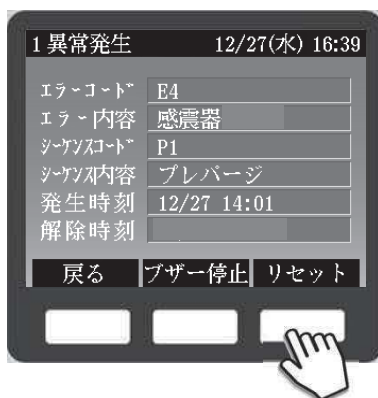 1 異常発生 12/27(水) 16:39
エラーコード E4
エラー内容 感震器
シーケンスコード P1
シーケンス内容 プレパージ
発生時刻 12/27 14:01
解除時刻
戻る ブザー停止 リセット